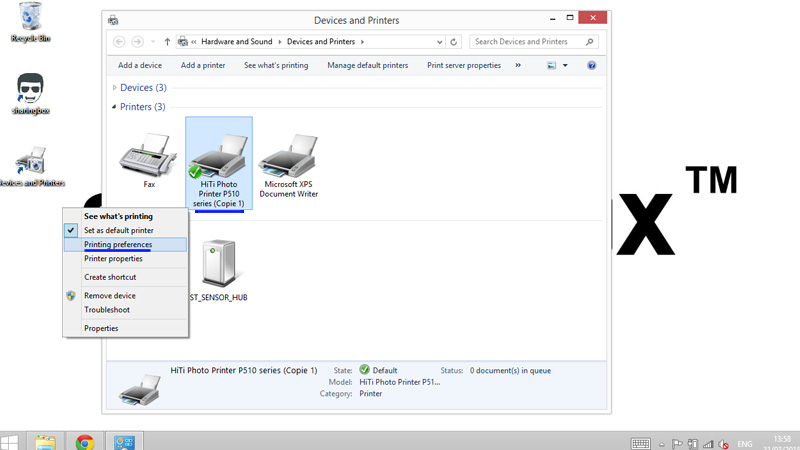 Recycle Bin
sharingbox
Devices and Printers
Devices and Printers
Hardware and Sound
Devices and Printers
Search Devices and Printers
Add a device
Add a printer
See what's printing
Manage default printers
Print server properties
»
Devices (3)
Printers (3)
Fax
HiTi Photo
Printer P510
series (Copie 1)
Microsoft XPS
Document Writer
X™
See what's printing
Set as default printer
Printing preferences
Printer properties
Create shortcut
Remove device
Troubleshoot
Properties
ST_SENSOR_HUB
HiTi Photo Printer P510 series (Copie 1)
State:
Default
Status:
0 document(s) in queue
Model:
HiTi Photo Printer P51...
Category:
Printer
ENG
13:58